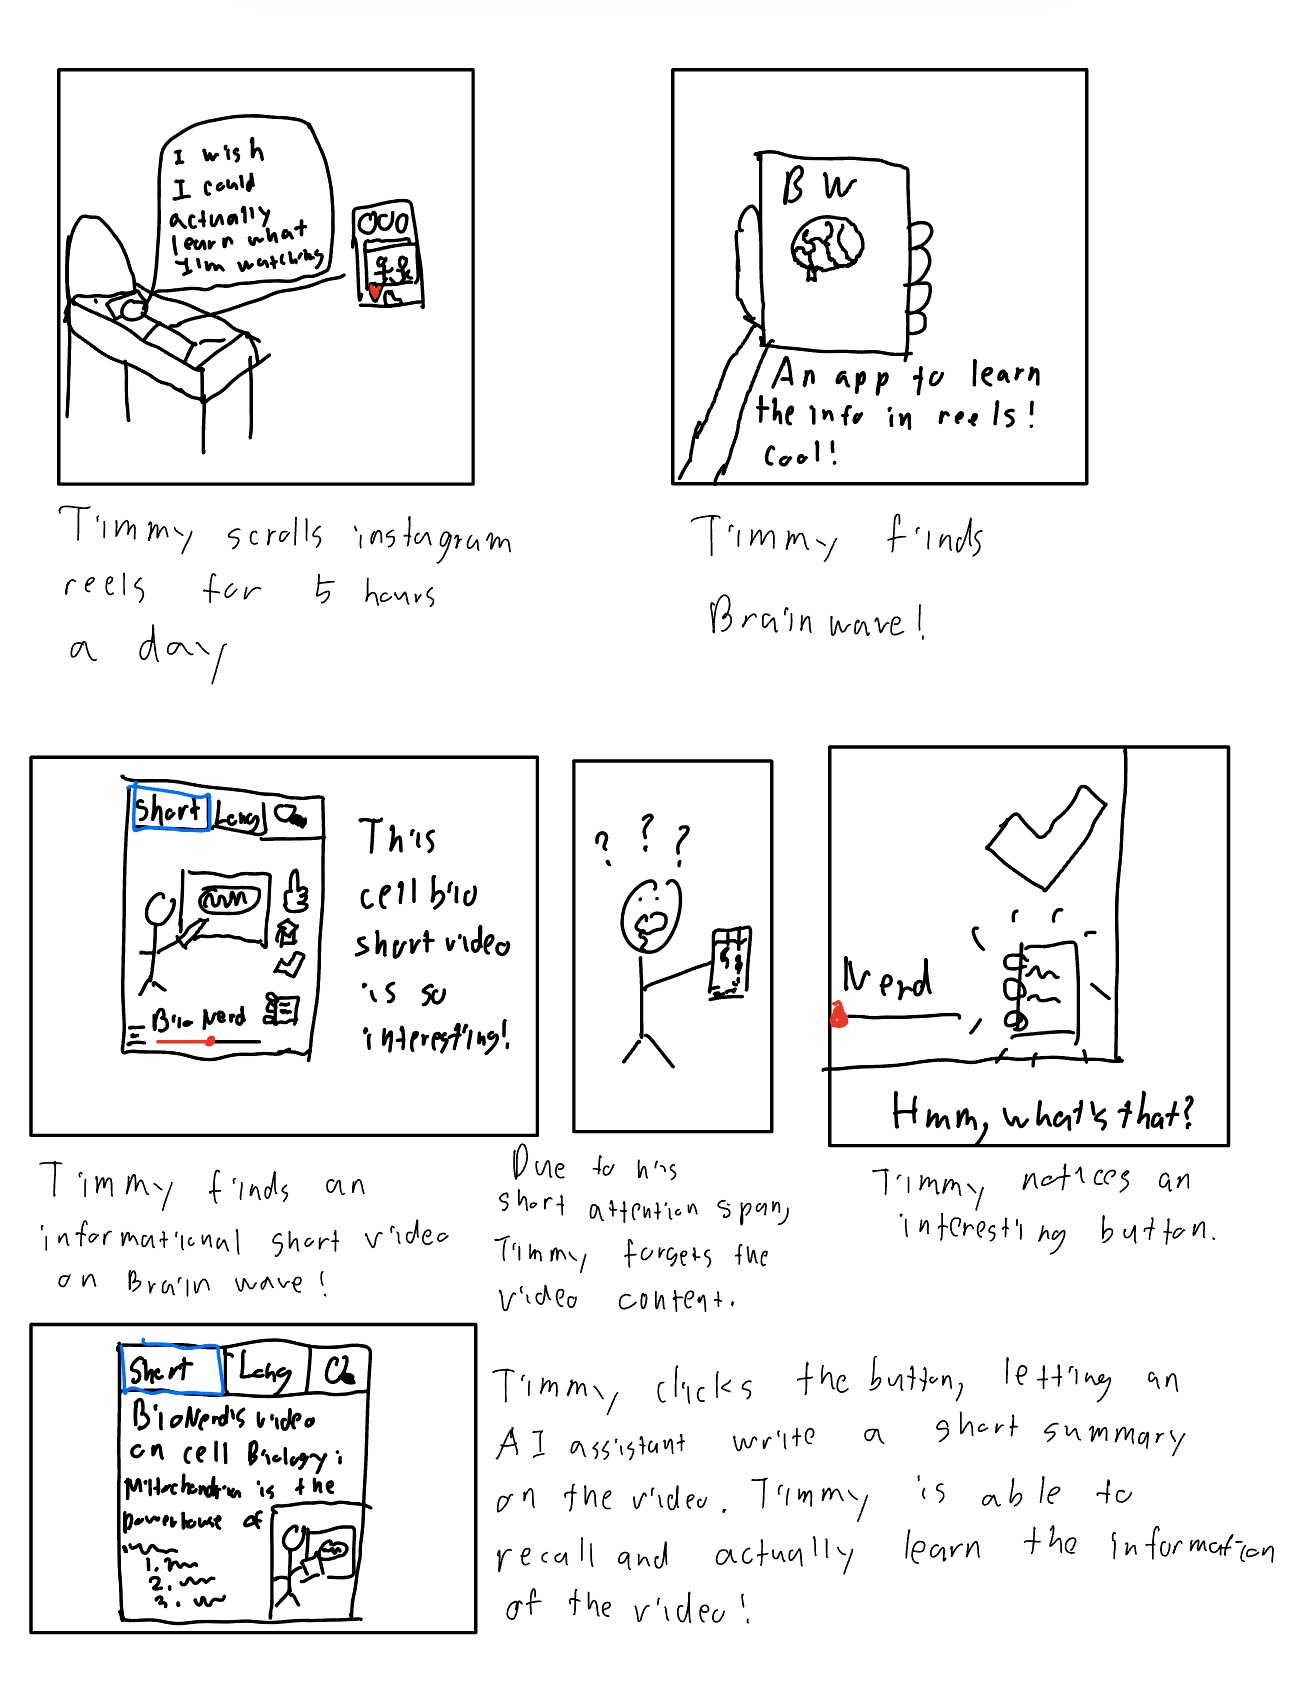 I wish
I could
actually
learn what
I'm watching
B W
An app to learn
the info in reels!
Cool!
Timmy scrolls instagram
reels for 5 hours
a day
Timmy finds
Brain wave!
Short Long
Bio Nerd
This
cell bio
short video
is so
interesting!
? ? ?
Nerd
Hmm, what's that?
Timmy finds an
informational short video
on Brain wave!
Due to his
short attention span,
Timmy forgets the
video content.
Timmy notices an
interesting button.
Short Long
BioNerd's video
on cell Biology:
Mitochondria is the
powerhouse of
1.
2.
3.
Timmy clicks the button, letting an
AI assistant write a short summary
on the video. Timmy is able to
recall and actually learn the information
of the video!